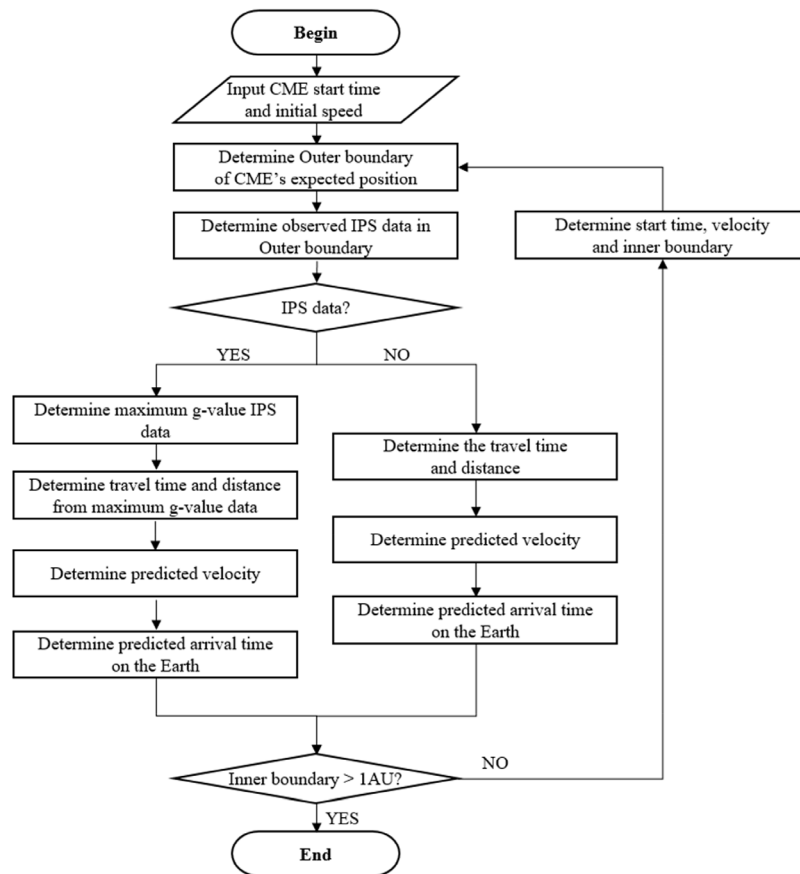 Begin
Input CME start time
and initial speed
Determine Outer boundary
of CME's expected position
Determine observed IPS data in
Outer boundary
Determine start time, velocity
and inner boundary
IPS data?
YES
NO
Determine maximum g-value IPS
data
Determine travel time and distance
from maximum g-value data
Determine predicted velocity
Determine predicted arrival time
on the Earth
Determine the travel time
and distance
Determine predicted velocity
Determine predicted arrival time
on the Earth
Inner boundary > 1AU?
NO
YES
End